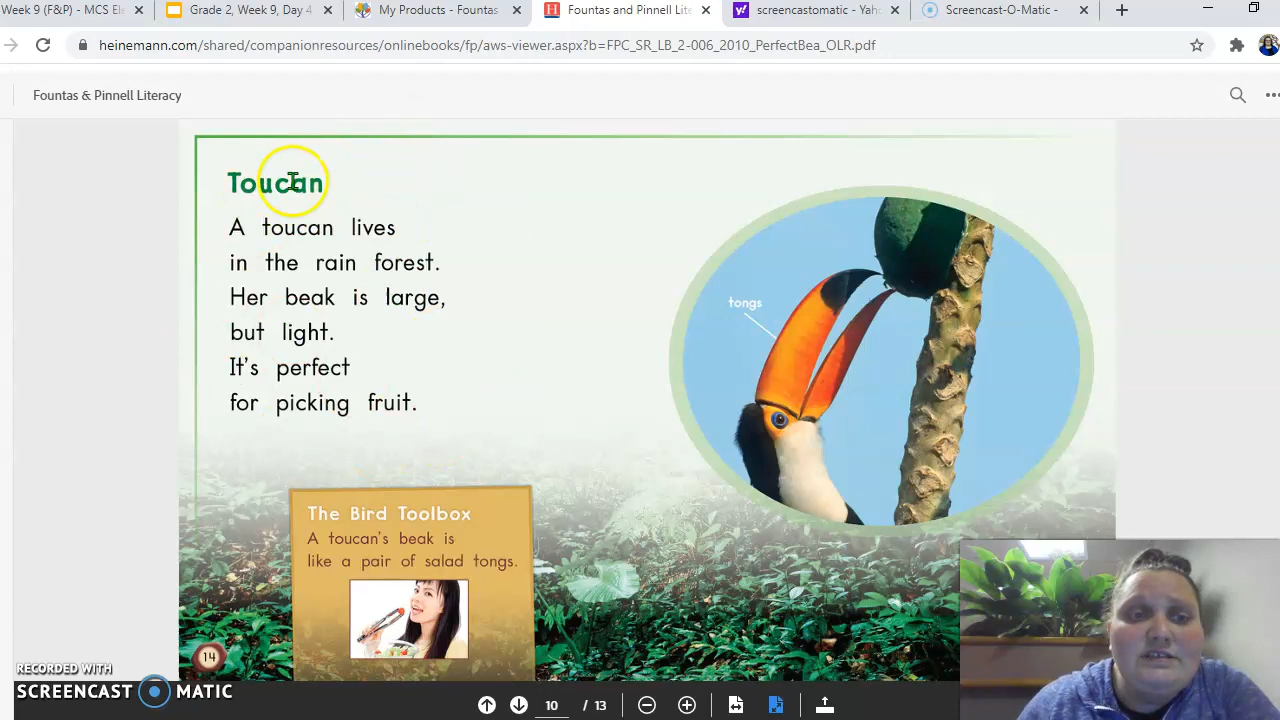 Week 9 (F&P) - MCS El
Grade 2, Week 9, Day 4
My Products - Fountas
Fountas and Pinnell Lite
screencastomatic - Yah
Screencast-O-Matic -
heinemann.com/shared/companionresources/onlinebooks/fp/aws-viewer.aspx?b=FPC_SR_LB_2-006_2010_PerfectBea_OLR.pdf
Fountas & Pinnell Literacy
Toucan
A toucan lives
in the rain forest.
Her beak is large,
but light.
It's perfect
for picking fruit.
tongs
The Bird Toolbox
A toucan's beak is
like a pair of salad tongs.
14
RECORDED WITH
SCREENCAST MATIC
10 / 13